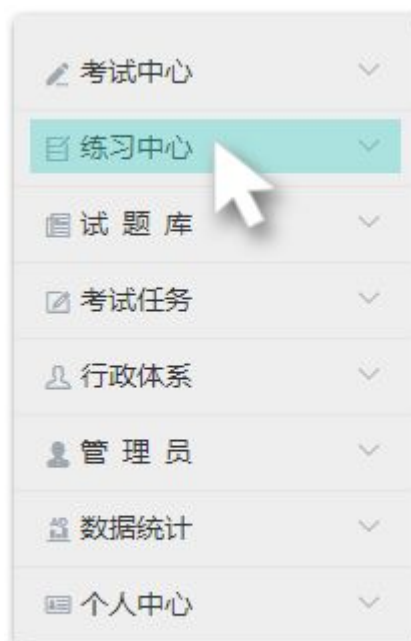 考试中心
练习中心
试 题 库
考试任务
行政体系
管 理 员
数据统计
个人中心